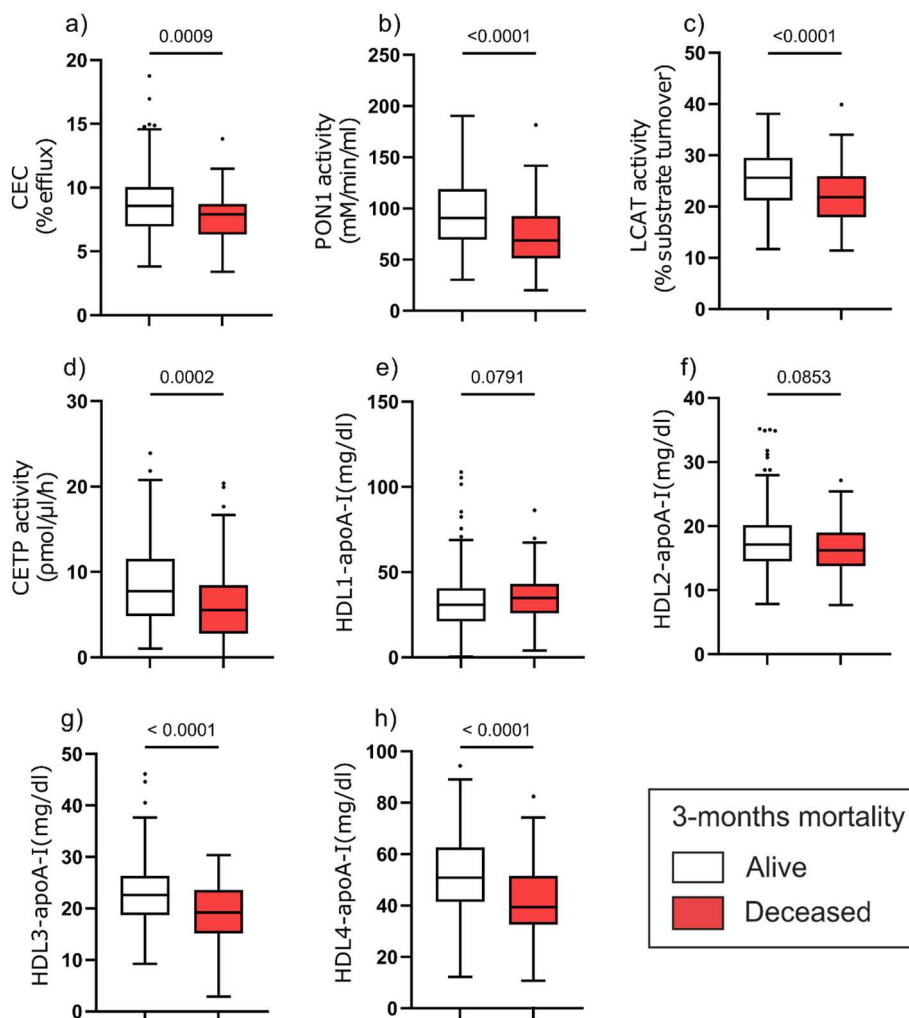 a)
0.0009
CEC
(% efflux)
20
15
10
5
0
b)
<0.0001
PON1 activity
(mM/min/ml)
250
200
150
100
50
0
c)
<0.0001
LCAT activity
(% substrate turnover)
50
40
30
20
10
0
d)
0.0002
CETP activity
(ρmol/μl/h)
30
20
10
0
e)
0.0791
HDL1-apoA-I(mg/dl)
150
100
50
0
f)
0.0853
HDL2-apoA-I(mg/dl)
40
30
20
10
0
g)
< 0.0001
HDL3-apoA-I(mg/dl)
50
40
30
20
10
0
h)
< 0.0001
HDL4-apoA-I(mg/dl)
100
80
60
40
20
0
3-months mortality
Alive
Deceased